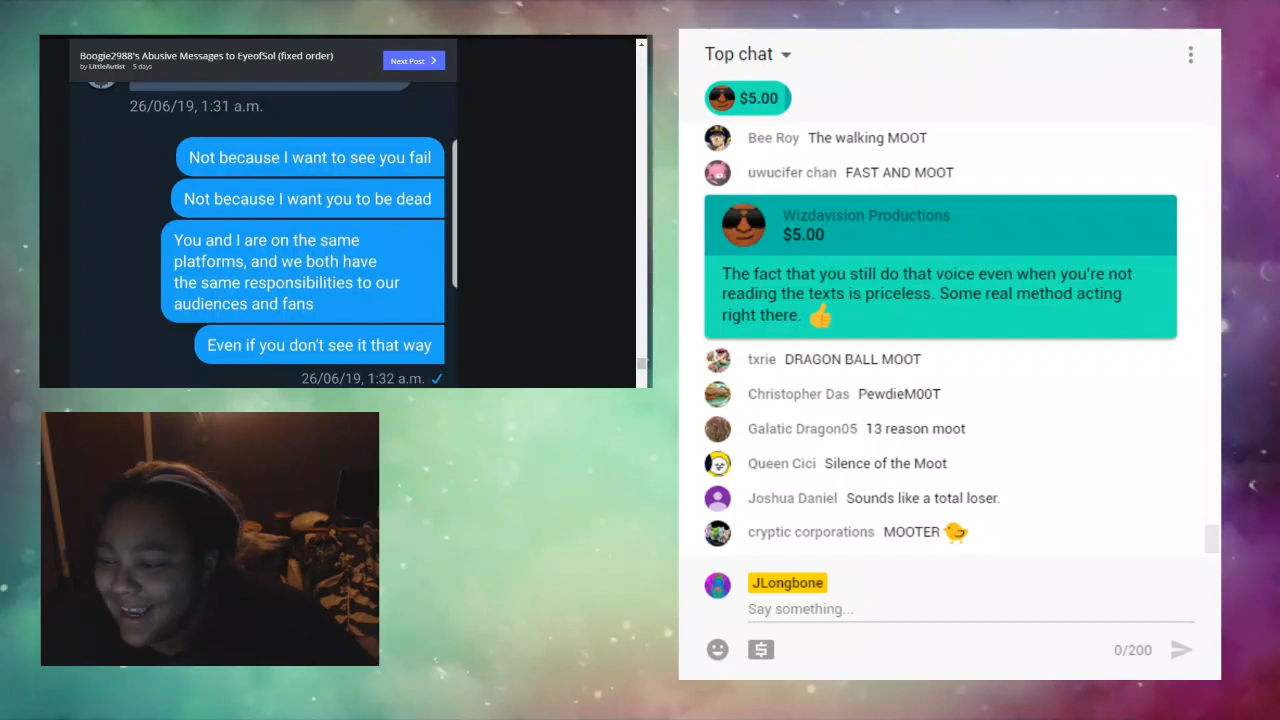 Boogie2988's Abusive Messages to EyeofSol (fixed order)
by LittleAutist 5 days
Next Post
26/06/19, 1:31 a.m.
Not because I want to see you fail
Not because I want you to be dead
You and I are on the same
platforms, and we both have
the same responsibilities to our
audiences and fans
Even if you don't see it that way
26/06/19, 1:32 a.m.
Top chat
$5.00
Bee Roy The walking MOOT
uwucifer chan FAST AND MOOT
Wizdavision Productions
$5.00
The fact that you still do that voice even when you're not
reading the texts is priceless. Some real method acting
right there. 👍
txrie DRAGON BALL MOOT
Christopher Das PewdieM00T
Galatic Dragon05 13 reason moot
Queen Cici Silence of the Moot
Joshua Daniel Sounds like a total loser.
cryptic corporations MOOTER 🐤
JLongbone
Say something...
0/200